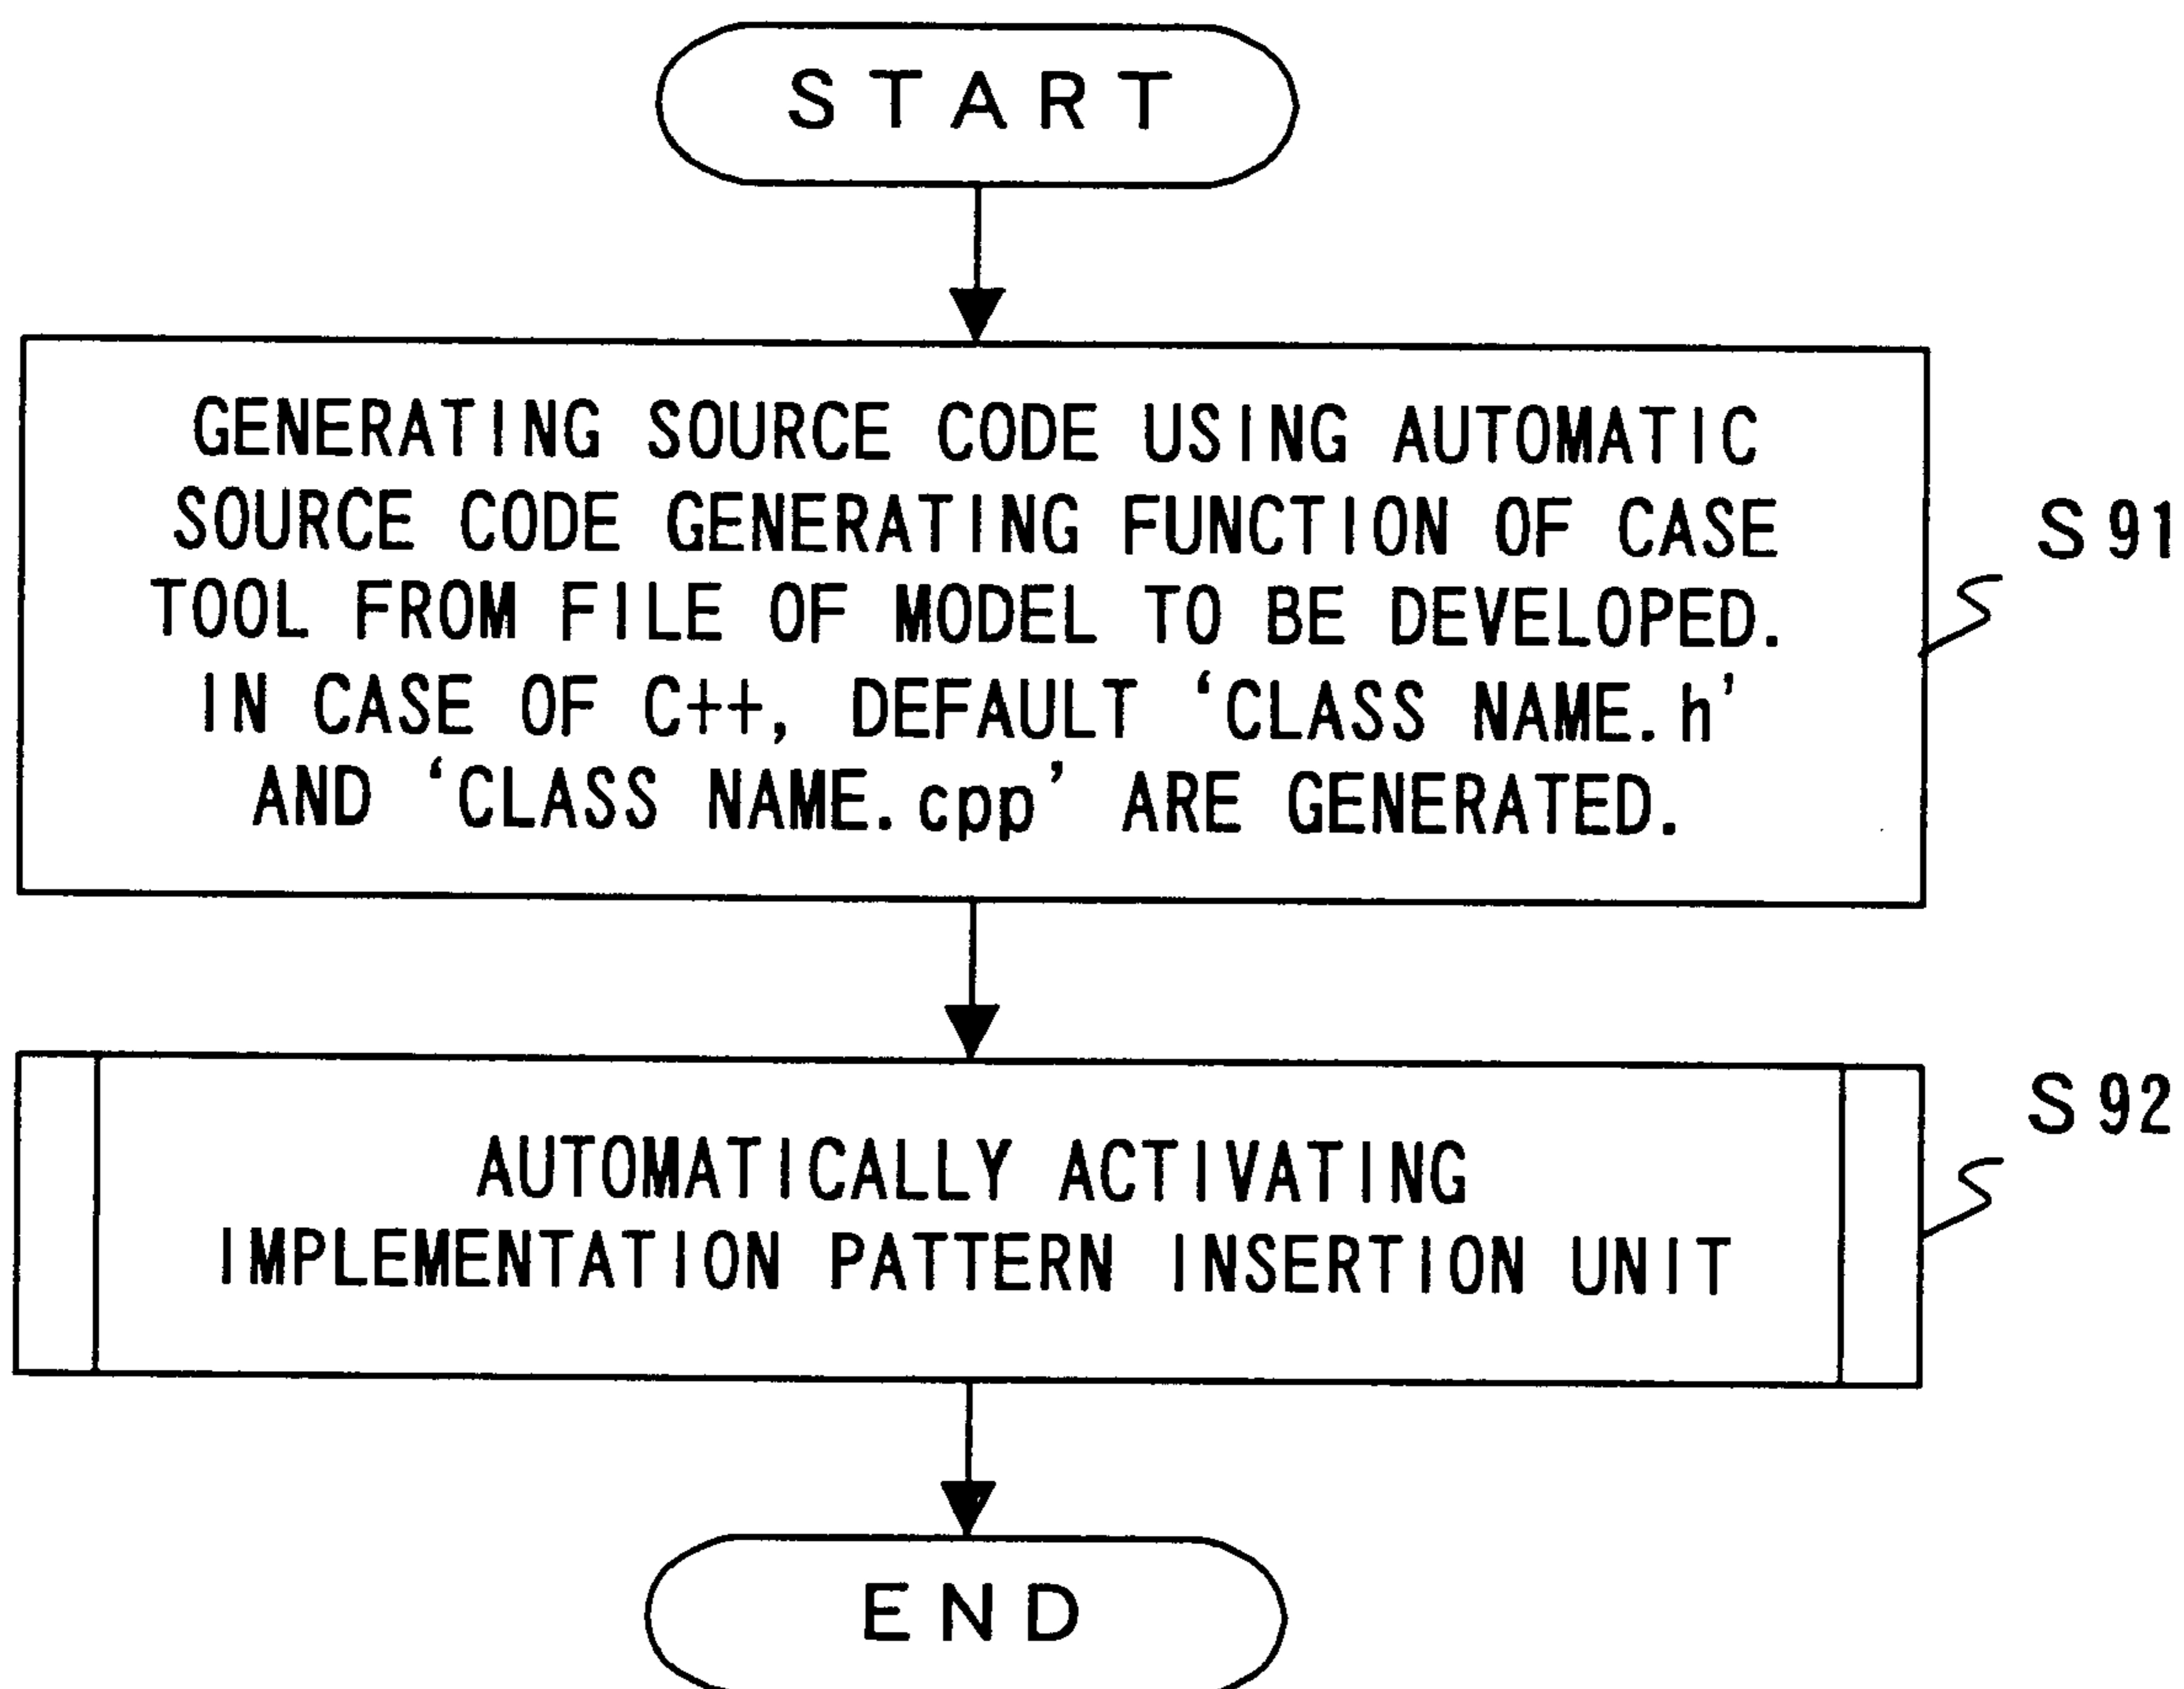 START
GENERATING SOURCE CODE USING AUTOMATIC
SOURCE CODE GENERATING FUNCTION OF CASE
TOOL FROM FILE OF MODEL TO BE DEVELOPED.
IN CASE OF C++, DEFAULT ‘CLASS NAME.h’
AND ‘CLASS NAME.cpp’ ARE GENERATED.
S91
AUTOMATICALLY ACTIVATING
IMPLEMENTATION PATTERN INSERTION UNIT
S92
END